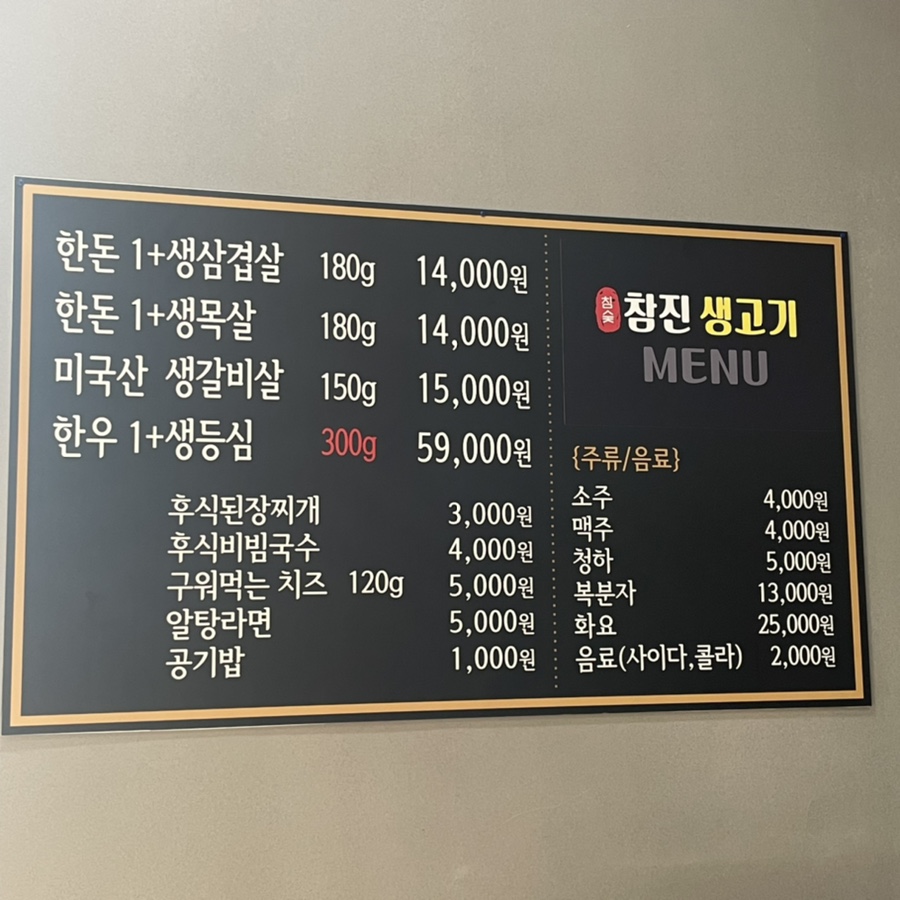 한돈 1+생삼겹살 180g 14,000원
한돈 1+생목살 180g 14,000원
미국산 생갈비살 150g 15,000원
한우 1+생등심 300g 59,000원
후식된장찌개 3,000원
후식비빔국수 4,000원
구워먹는 치즈 120g 5,000원
알탕라면 5,000원
공기밥 1,000원
참숯 참진 생고기
MENU
{주류/음료}
소주 4,000원
맥주 4,000원
청하 5,000원
복분자 13,000원
화요 25,000원
음료(사이다,콜라) 2,000원